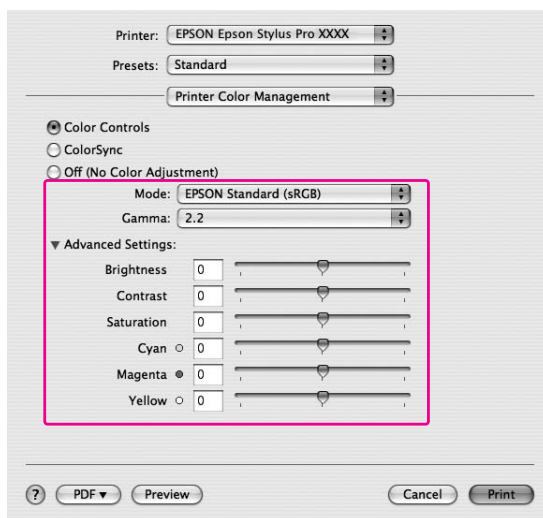 Printer: EPSON Epson Stylus Pro XXXX
Presets: Standard
Printer Color Management
Color Controls
ColorSync
Off (No Color Adjustment)
Mode: EPSON Standard (sRGB)
Gamma: 2.2
Advanced Settings:
Brightness 0
Contrast 0
Saturation 0
Cyan 0
Magenta 0
Yellow 0
? PDF Preview Cancel Print